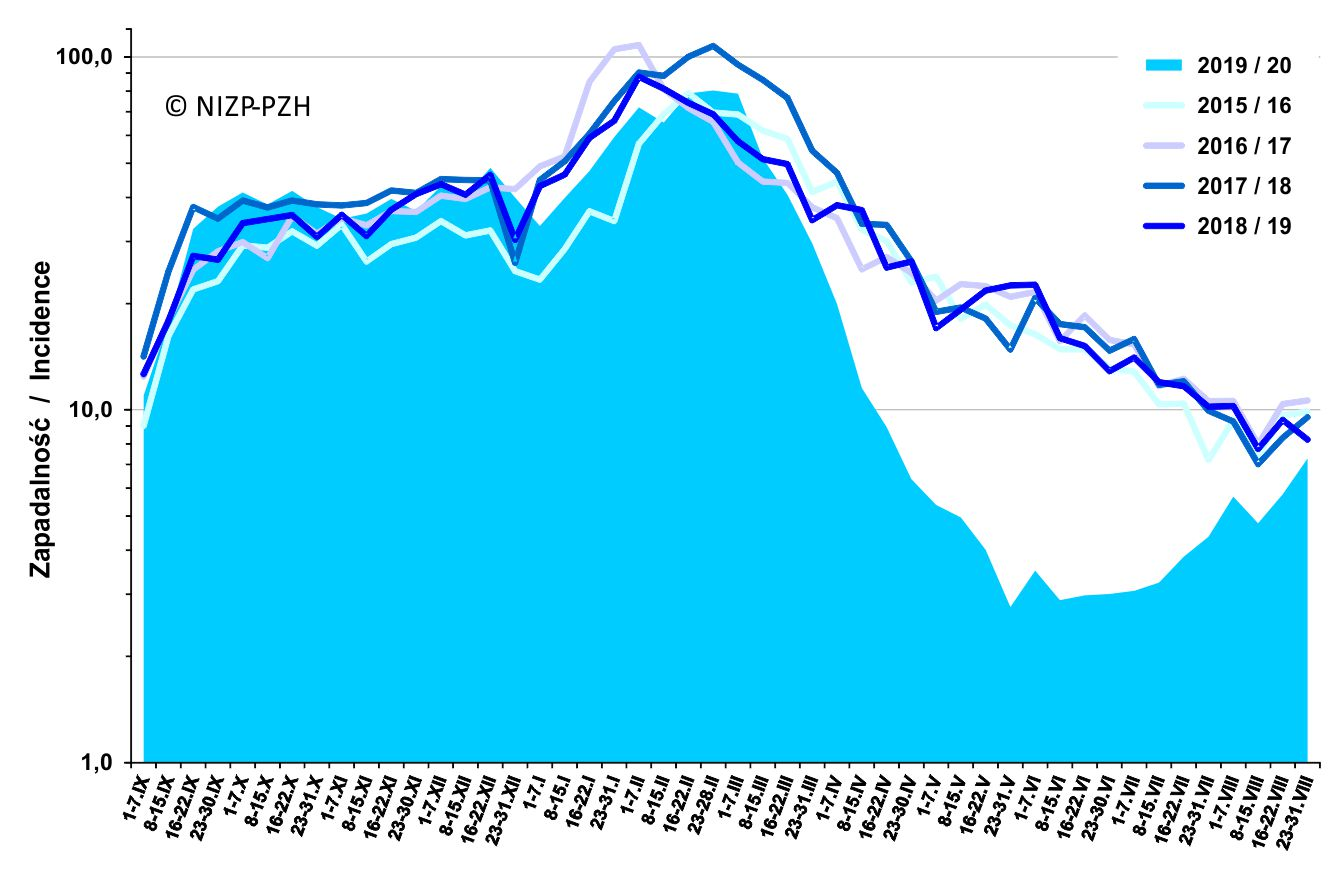 100,0
10,0
1,0
Zapadalność / Incidence
© NIZP-PZH
2019 / 20
2015 / 16
2016 / 17
2017 / 18
2018 / 19
1-7.IX
8-15.IX
16-22.IX
23-30.IX
1-7.X
8-15.X
16-22.X
23-31.X
1-7.XI
8-15.XI
16-22.XI
23-30.XI
1-7.XII
8-15.XII
16-22.XII
23-31.XII
1-7.I
8-15.I
16-22.I
23-31.I
1-7.II
8-15.II
16-22.II
23-28.II
1-7.III
8-15.III
16-22.III
23-31.III
1-7.IV
8-15.IV
16-22.IV
23-30.IV
1-7.V
8-15.V
16-22.V
23-31.V
1-7.VI
8-15.VI
16-22.VI
23-30.VI
1-7.VII
8-15.VII
16-22.VII
23-31.VII
1-7.VIII
8-15.VIII
16-22.VIII
23-31.VIII